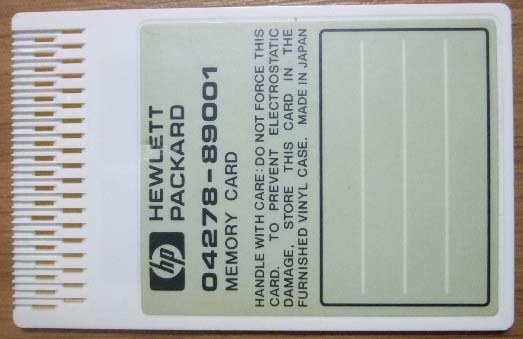 hp HEWLETT
PACKARD
04278-89001
MEMORY CARD
HANDLE WITH CARE: DO NOT FORCE THIS
CARD. TO PREVENT ELECTROSTATIC
DAMAGE, STORE THIS CARD IN THE
FURNISHED VINYL CASE. MADE IN JAPAN